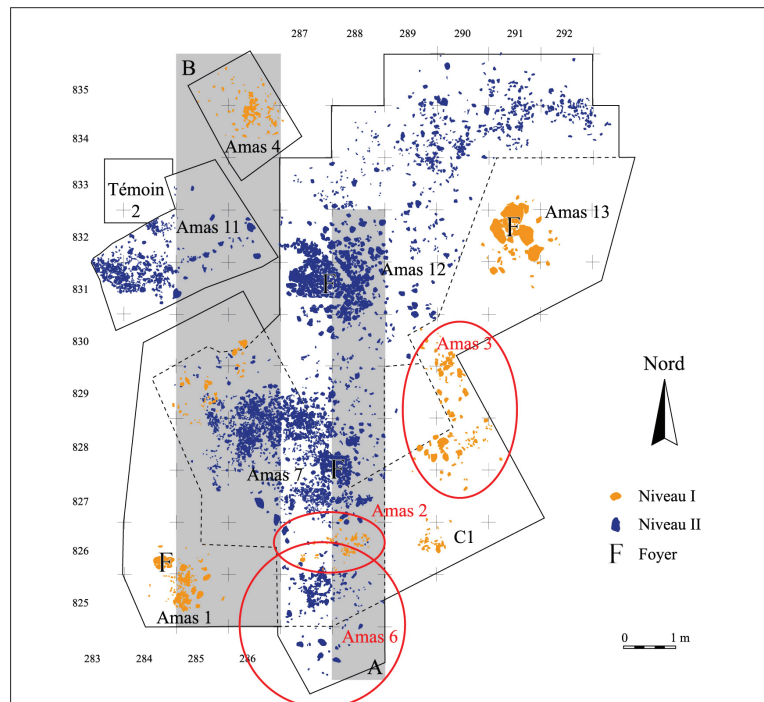 287 288 290 291 292
835
B
834
Amas 4
833
Témoin
2
Amas 11
Amas 13
F
832
Amas 12
831
F
830
Amas 3
Nord
829
828
Amas 7
F
Niveau I
827
Amas 2
Niveau II
C1
F Foyer
826
F
825
Amas 1
Amas 6
0 1 m
283 284 285 286
A